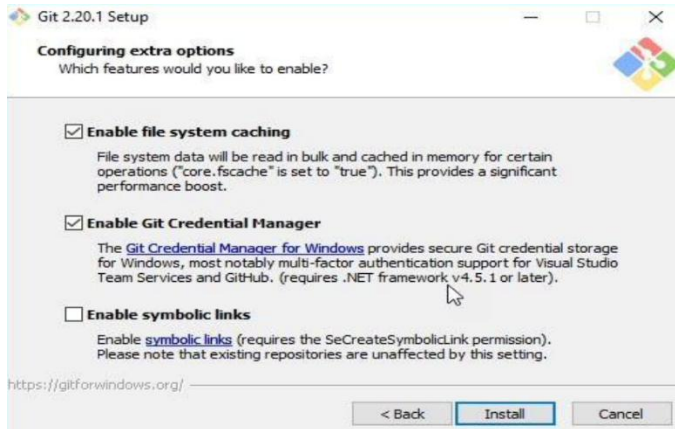 Git 2.20.1 Setup
Configuring extra options
Which features would you like to enable?
Enable file system caching
File system data will be read in bulk and cached in memory for certain
operations ("core.fscache" is set to "true"). This provides a significant
performance boost.
Enable Git Credential Manager
The Git Credential Manager for Windows provides secure Git credential storage
for Windows, most notably multi-factor authentication support for Visual Studio
Team Services and GitHub. (requires .NET framework v4.5.1 or later).
Enable symbolic links
Enable symbolic links (requires the SeCreateSymbolicLink permission).
Please note that existing repositories are unaffected by this setting.
https://gitforwindows.org/
< Back Install Cancel